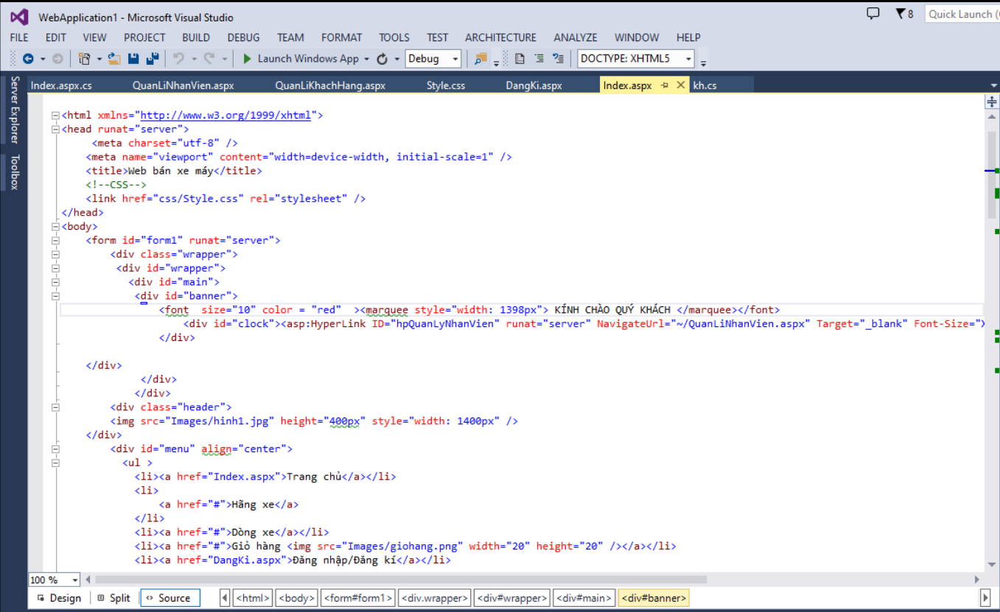 WebApplication1 - Microsoft Visual Studio
8
Quick Launch (
FILE EDIT VIEW PROJECT BUILD DEBUG TEAM FORMAT TOOLS TEST ARCHITECTURE ANALYZE WINDOW HELP
Launch Windows App Debug DOCTYPE: XHTML5
Server Explorer
Toolbox
Index.aspx.cs QuanLiNhanVien.aspx QuanLiKhachHang.aspx Style.css DangKi.aspx Index.aspx kh.cs
<html xmlns="http://www.w3.org/1999/xhtml">
<head runat="server">
<meta charset="utf-8" />
<meta name="viewport" content="width=device-width, initial-scale=1" />
<title>Web bán xe máy</title>
<!--CSS-->
<link href="css/Style.css" rel="stylesheet" />
</head>
<body>
<form id="form1" runat="server">
<div class="wrapper">
<div id="wrapper">
<div id="main">
<div id="banner">
<font  size="10" color = "red"  ><marquee style="width: 1398px"> KÍNH CHÀO QUÝ KHÁCH </marquee></font>
<div id="clock"><asp:HyperLink ID="hpQuanLyNhanVien" runat="server" NavigateUrl="~/QuanLiNhanVien.aspx" Target="_blank" Font-Size="
</div>
</div>
</div>
</div>
<div class="header">
<img src="Images/hinh1.jpg" height="400px" style="width: 1400px" />
</div>
<div id="menu" align="center">
<ul >
<li><a href="Index.aspx">Trang chủ</a></li>
<li>
<a href="#">Hãng xe</a>
</li>
<li><a href="#">Dòng xe</a></li>
<li><a href="#">Giỏ hàng <img src="Images/giohang.png" width="20" height="20" /></a></li>
<li><a href="DangKi.aspx">Đăng nhập/Đăng kí</a></li>
100 %
Design Split Source <html> <body> <form#form1> <div.wrapper> <div#wrapper> <div#main> <div#banner>